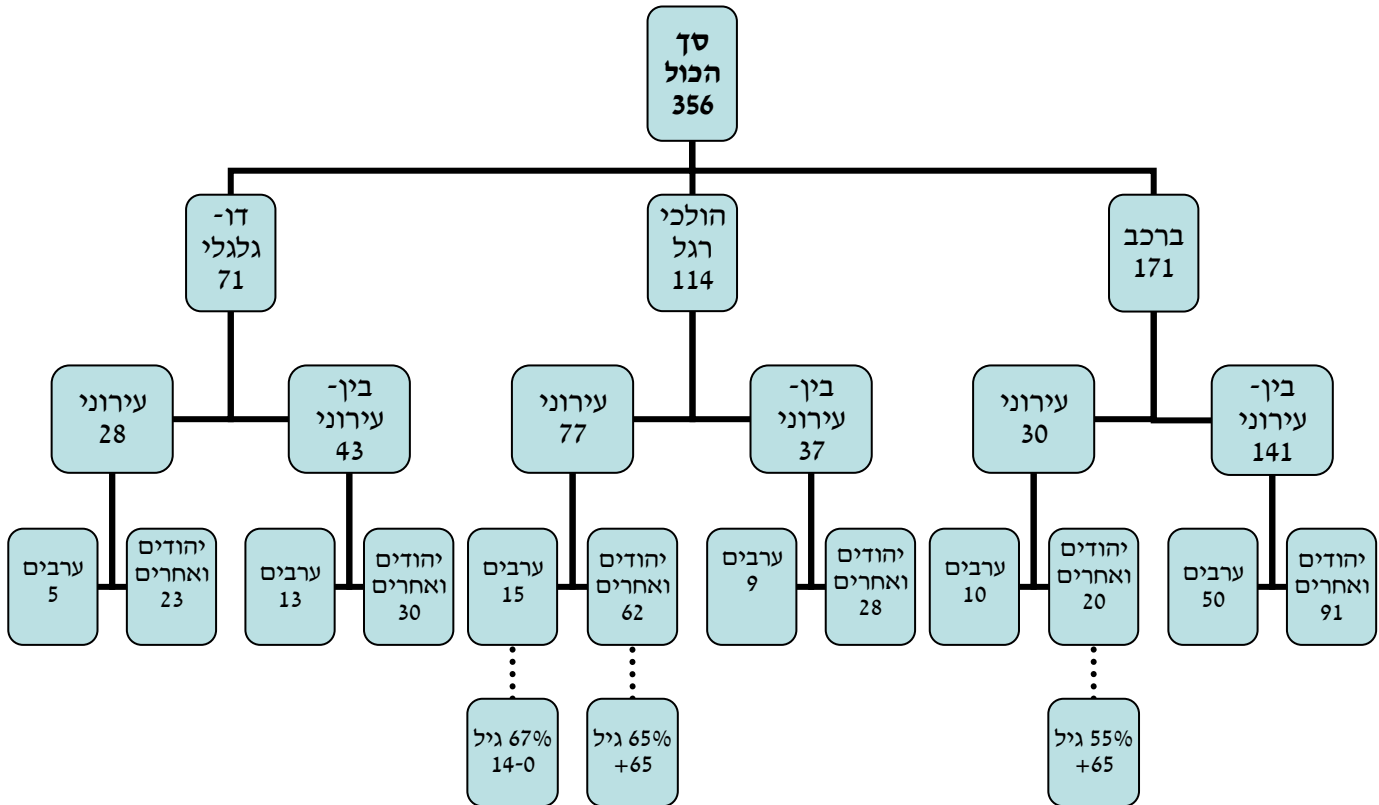 סך
הכול
356
ברכב
171
הולכי
רגל
114
דו-
גלגלי
71
בין-
עירוני
141
עירוני
30
בין-
עירוני
37
עירוני
77
בין-
עירוני
43
עירוני
28
יהודים
ואחרים
91
ערבים
50
יהודים
ואחרים
20
ערבים
10
יהודים
ואחרים
28
ערבים
9
יהודים
ואחרים
62
ערבים
15
יהודים
ואחרים
30
ערבים
13
יהודים
ואחרים
23
ערבים
5
55% גיל
65+
65% גיל
65+
67% גיל
14-0